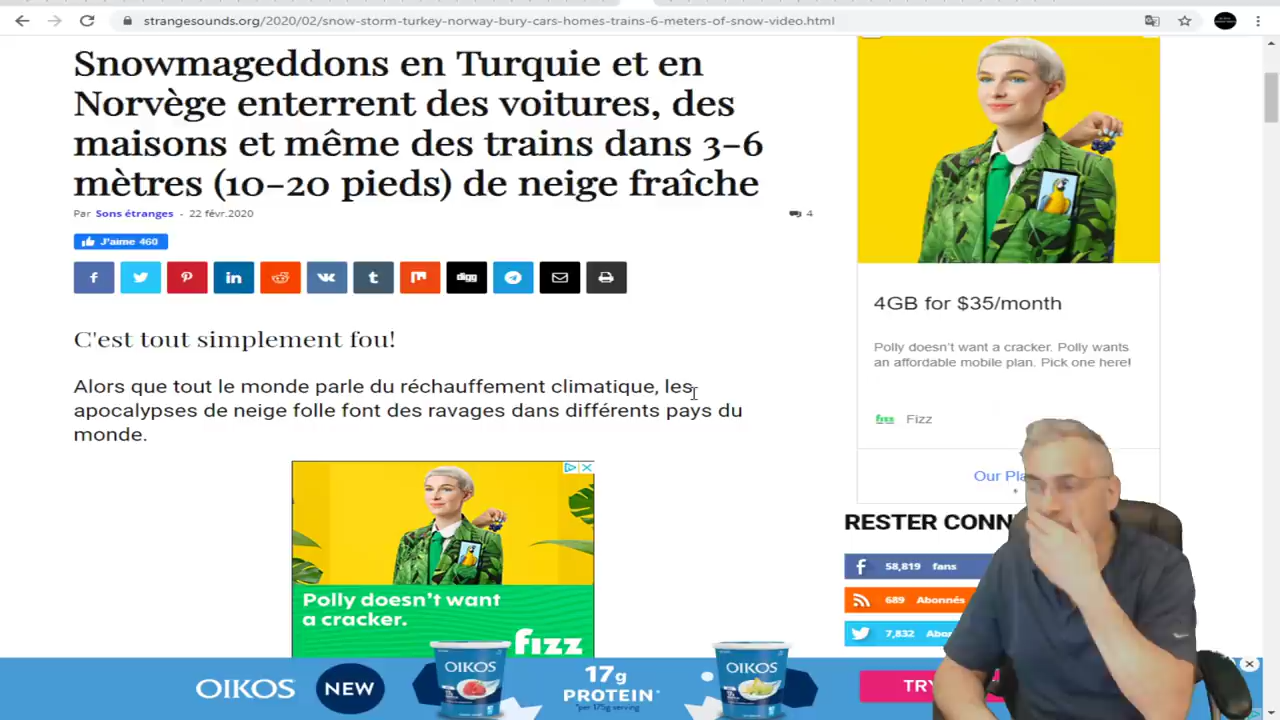 strangesounds.org/2020/02/snow-storm-turkey-norway-bury-cars-homes-trains-6-meters-of-snow-video.html
Snowmageddons en Turquie et en
Norvège enterrent des voitures, des
maisons et même des trains dans 3-6
mètres (10-20 pieds) de neige fraîche
Par Sons étranges - 22 févr.2020
4
J'aime 460
digg
C'est tout simplement fou!
Alors que tout le monde parle du réchauffement climatique, les
apocalypses de neige folle font des ravages dans différents pays du
monde.
Polly doesn't want
a cracker.
fizz
4GB for $35/month
Polly doesn't want a cracker. Polly wants
an affordable mobile plan. Pick one here!
fizz Fizz
Our
RESTER
58,819 fans
689 Abonnés
7,832
OIKOS NEW
OIKOS
17g
PROTEIN*
*per 175g serving
OIKOS